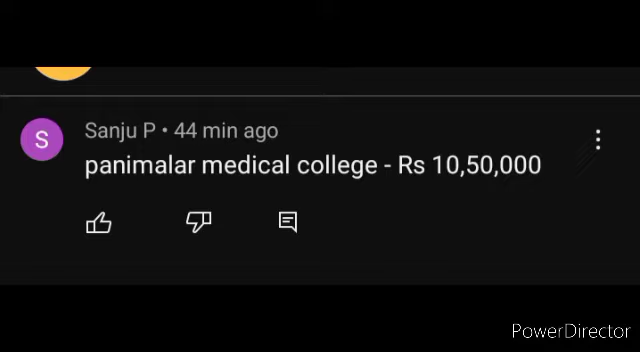 S
Sanju P • 44 min ago
panimalar medical college - Rs 10,50,000
PowerDirector